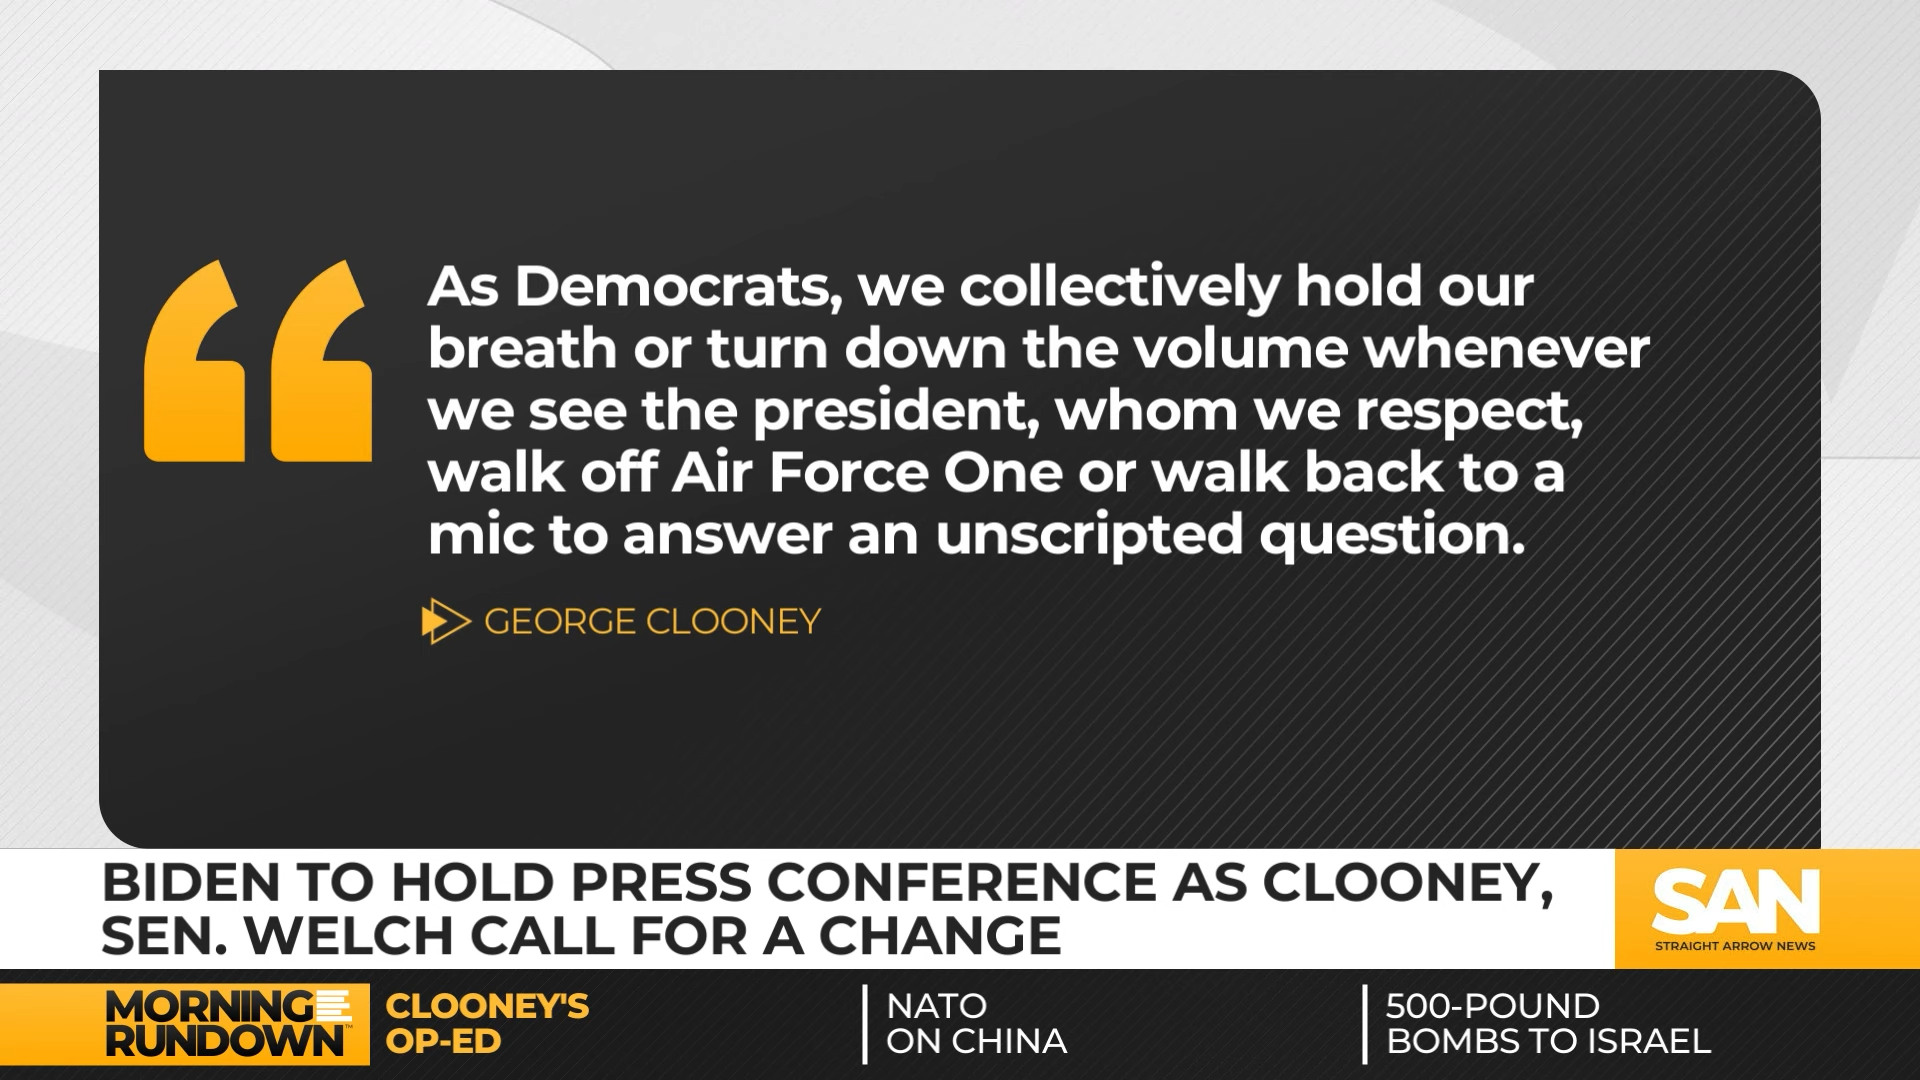 As Democrats, we collectively hold our
breath or turn down the volume whenever
we see the president, whom we respect,
walk off Air Force One or walk back to a
mic to answer an unscripted question.
GEORGE CLOONEY
BIDEN TO HOLD PRESS CONFERENCE AS CLOONEY,
SEN. WELCH CALL FOR A CHANGE
SAN
STRAIGHT ARROW NEWS
MORNING
RUNDOWN™
CLOONEY'S
OP-ED
NATO
ON CHINA
500-POUND
BOMBS TO ISRAEL